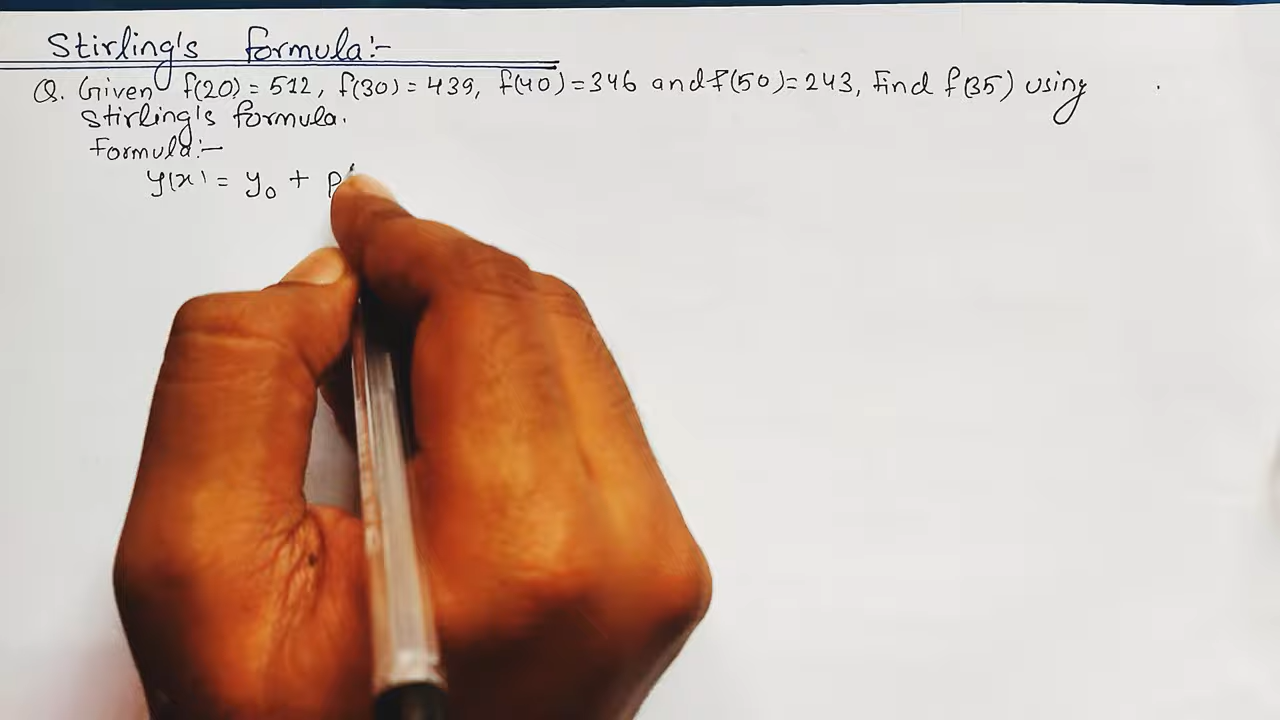 Stirling's formula:-
Q. Given f(20) = 512, f(30) = 439, f(40) = 346 and f(50) = 243, Find f(35) using
Stirling's formula.
Formula:-
y(x) = y₀ + p